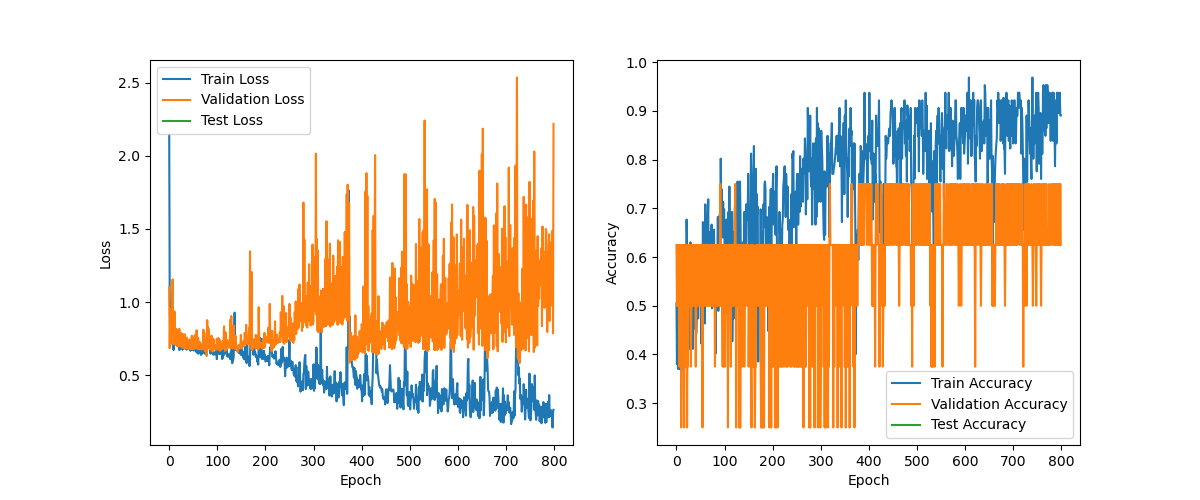 Train Loss
Validation Loss
Test Loss
2.5
2.0
1.5
1.0
0.5
Loss
0 100 200 300 400 500 600 700 800
Epoch
1.0
0.9
0.8
0.7
0.6
0.5
0.4
0.3
Accuracy
Train Accuracy
Validation Accuracy
Test Accuracy
0 100 200 300 400 500 600 700 800
Epoch